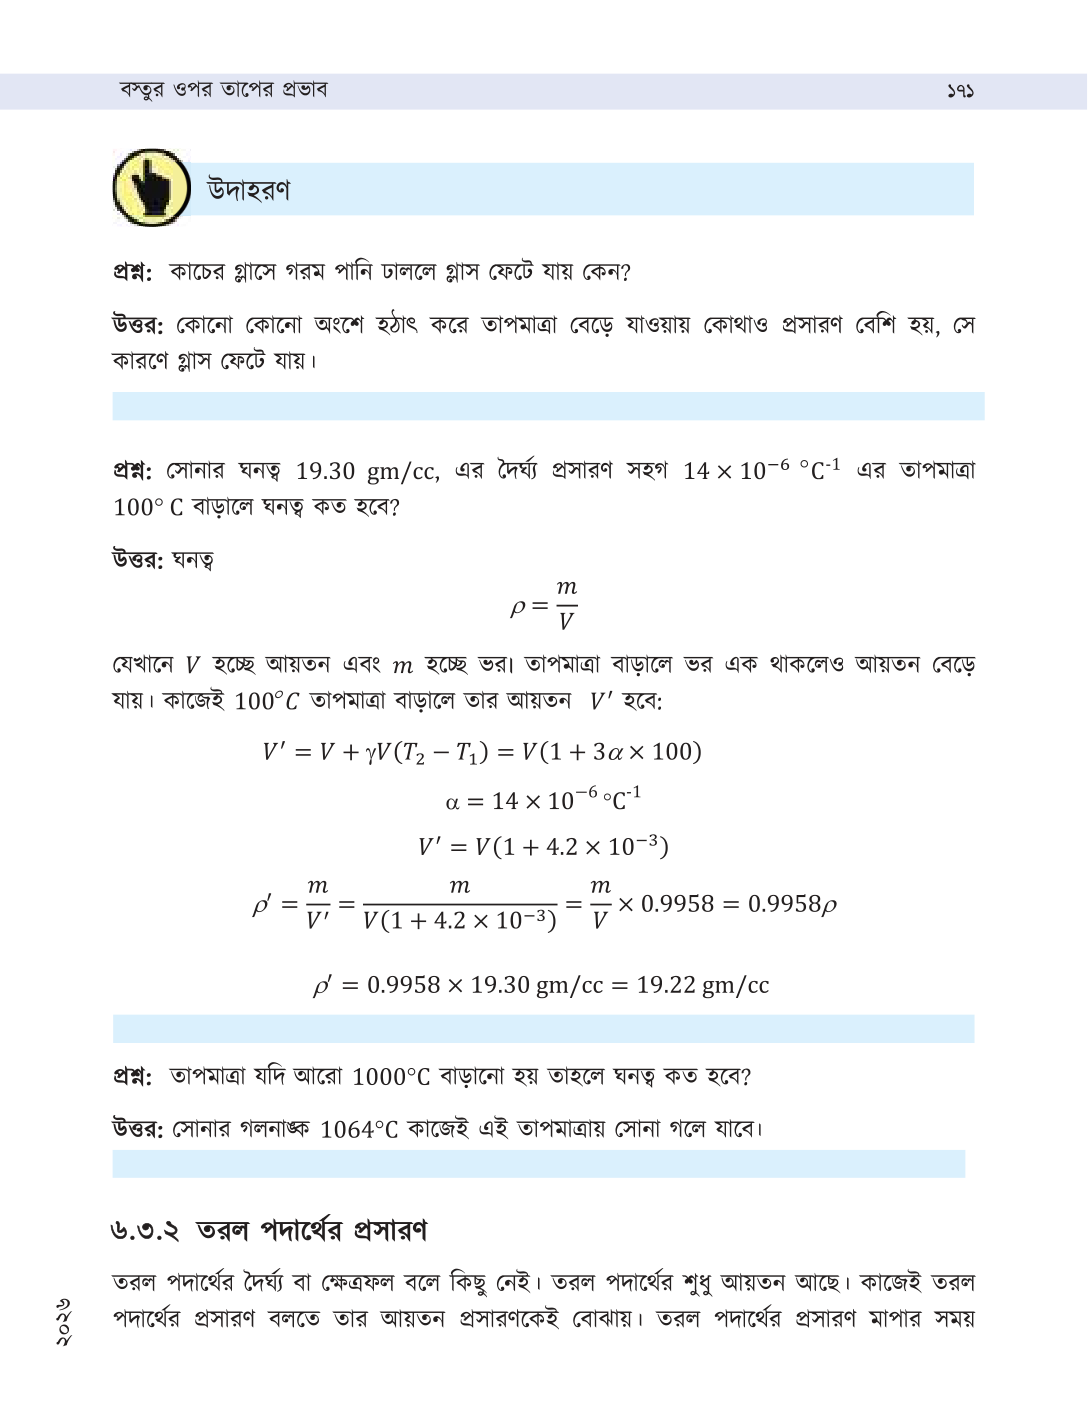 বস্তুর ওপর তাপের প্রভাব ১৭১
উদাহরণ
প্রশ্ন: কাচের গ্লাসে গরম পানি ঢাললে গ্লাস ফেটে যায় কেন?
উত্তর: কোনো কোনো অংশে হঠাৎ করে তাপমাত্রা বেড়ে যাওয়ায় কোথাও প্রসারণ বেশি হয়, সে
কারণে গ্লাস ফেটে যায়।
প্রশ্ন: সোনার ঘনত্ব 19.30 gm/cc, এর দৈর্ঘ্য প্রসারণ সহগ 14 × 10⁻⁶ °C⁻¹ এর তাপমাত্রা
100° C বাড়ালে ঘনত্ব কত হবে?
উত্তর: ঘনত্ব
ρ = m/V
যেখানে V হচ্ছে আয়তন এবং m হচ্ছে ভর। তাপমাত্রা বাড়ালে ভর এক থাকলেও আয়তন বেড়ে
যায়। কাজেই 100°C তাপমাত্রা বাড়ালে তার আয়তন V′ হবে:
V′ = V + γV(T₂ − T₁) = V(1 + 3α × 100)
α = 14 × 10⁻⁶ °C⁻¹
V′ = V(1 + 4.2 × 10⁻³)
ρ′ = m/V′ = m/V(1 + 4.2 × 10⁻³) = m/V × 0.9958 = 0.9958ρ
ρ′ = 0.9958 × 19.30 gm/cc = 19.22 gm/cc
প্রশ্ন: তাপমাত্রা যদি আরো 1000°C বাড়ানো হয় তাহলে ঘনত্ব কত হবে?
উত্তর: সোনার গলনাঙ্ক 1064°C কাজেই এই তাপমাত্রায় সোনা গলে যাবে।
৬.৩.২ তরল পদার্থের প্রসারণ
তরল পদার্থের দৈর্ঘ্য বা ক্ষেত্রফল বলে কিছু নেই। তরল পদার্থের শুধু আয়তন আছে। কাজেই তরল
পদার্থের প্রসারণ বলতে তার আয়তন প্রসারণকেই বোঝায়। তরল পদার্থের প্রসারণ মাপার সময়
২০২৬